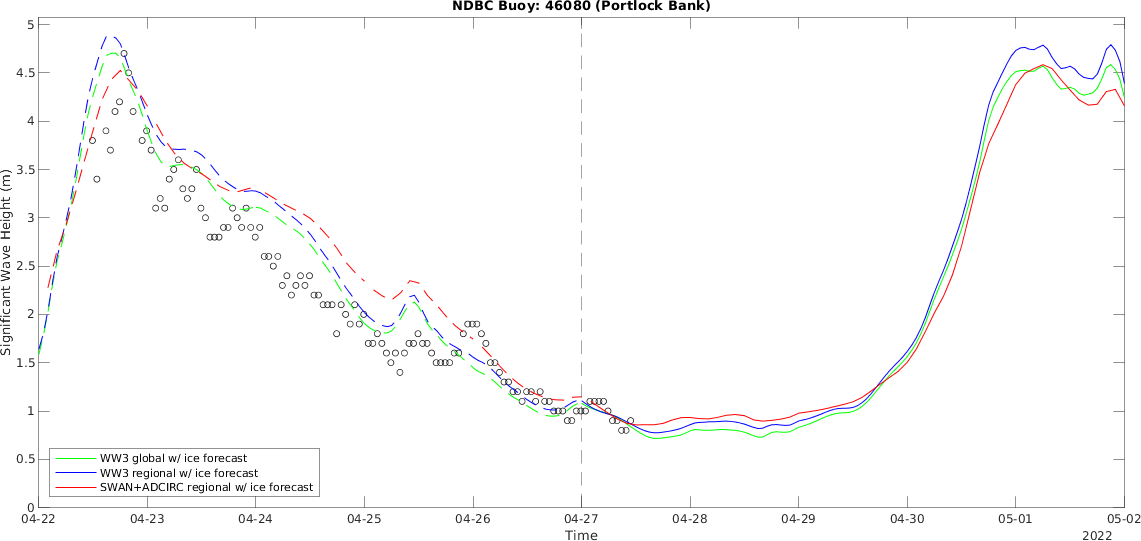 NDBC Buoy: 46080 (Portlock Bank)
Significant Wave Height (m)
5
4.5
4
3.5
3
2.5
2
1.5
1
0.5
0
WW3 global w/ ice forecast
WW3 regional w/ ice forecast
SWAN+ADCIRC regional w/ ice forecast
04-22 04-23 04-24 04-25 04-26 04-27 04-28 04-29 04-30 05-01 05-02
Time
2022